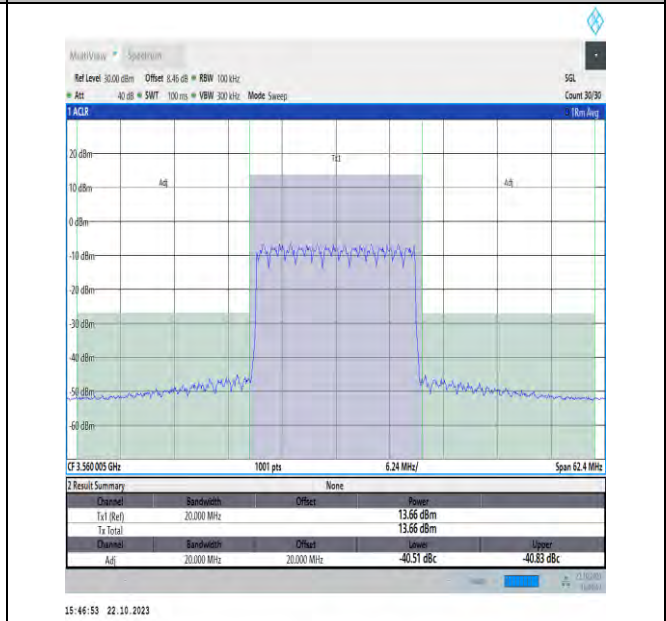 MultiView Spectrum
Ref Level 30.00 dBm Offset 8.46 dB RBW 100 kHz SGL
Att 40 dB SWT 100 ms VBW 300 kHz Mode Sweep Count 30/30
1 ACLR 1Rm Avg
Tx1
20 dBm
Adj Adj
10 dBm
0 dBm
-10 dBm
-20 dBm
-30 dBm
-40 dBm
-50 dBm
-60 dBm
CF 3.560 005 GHz 1001 pts 6.24 MHz/ Span 62.4 MHz
2 Result Summary None
Channel Bandwidth Offset Power
Tx1 (Ref) 20.000 MHz 13.66 dBm
Tx Total 13.66 dBm
Channel Bandwidth Offset Lower Upper
Adj 20.000 MHz 20.000 MHz -40.51 dBc -40.83 dBc
15:46:53 22.10.2023